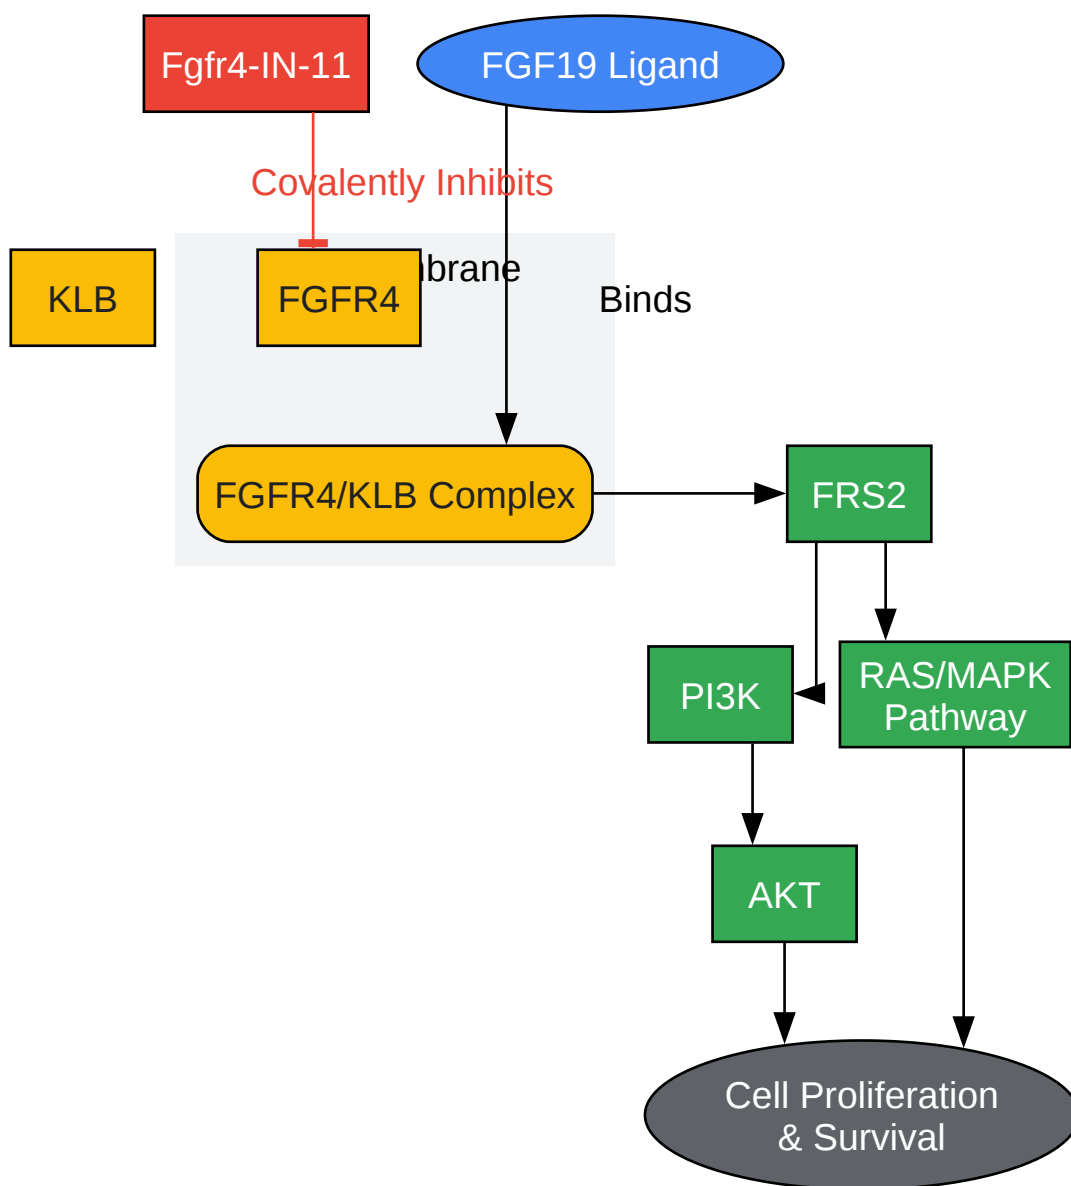 Fgfr4-IN-11
FGF19 Ligand
Covalently Inhibits
KLB
FGFR4
Binds
FGFR4/KLB Complex
FRS2
PI3K
RAS/MAPK
Pathway
AKT
Cell Proliferation
& Survival